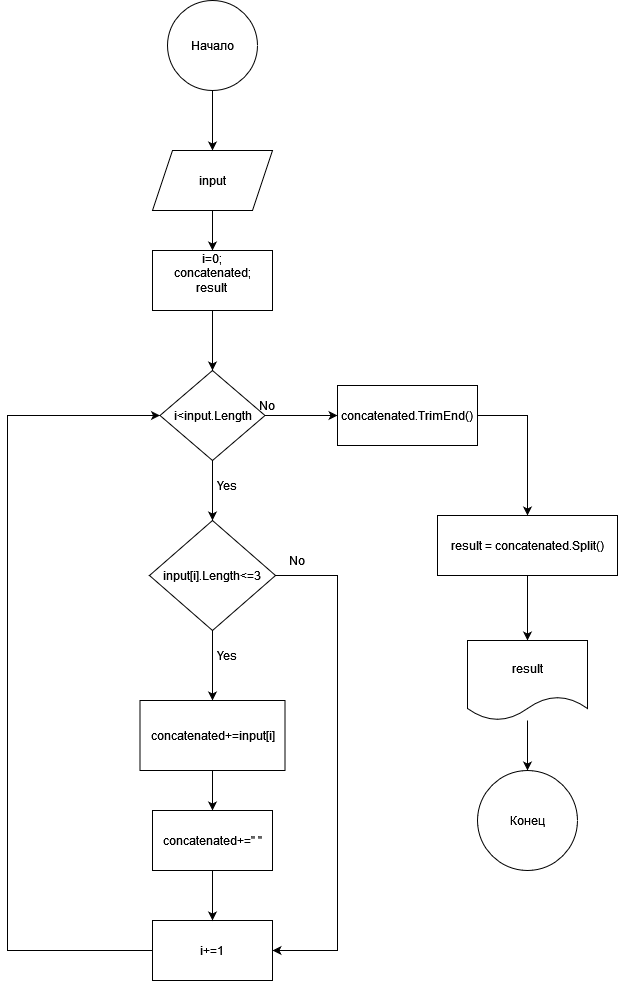 Начало
input
i=0;
concatenated;
result
i<input.Length
No
concatenated.TrimEnd()
Yes
result = concatenated.Split()
input[i].Length<=3
No
Yes
result
concatenated+=input[i]
concatenated+=" "
Конец
i+=1